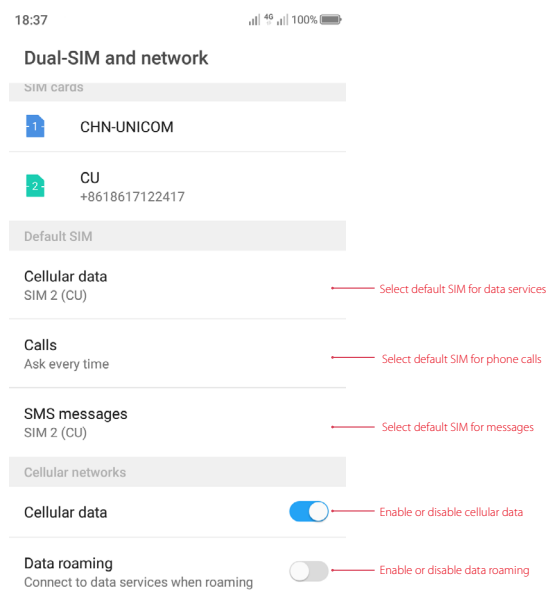 18:37 4G 100%
Dual-SIM and network
SIM cards
- 1 - CHN-UNICOM
- 2 - CU
+8618617122417
Default SIM
Cellular data
SIM 2 (CU)
Select default SIM for data services
Calls
Ask every time
Select default SIM for phone calls
SMS messages
SIM 2 (CU)
Select default SIM for messages
Cellular networks
Cellular data
Enable or disable cellular data
Data roaming
Connect to data services when roaming
Enable or disable data roaming